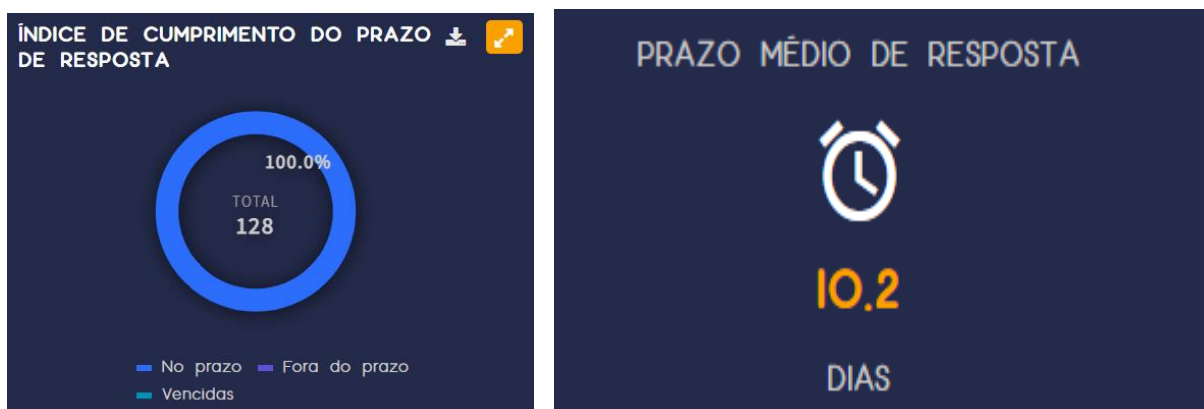 ÍNDICE DE CUMPRIMENTO DO PRAZO
DE RESPOSTA
100.0%
TOTAL
128
No prazo Fora do prazo
Vencidas
PRAZO MÉDIO DE RESPOSTA
10.2
DIAS